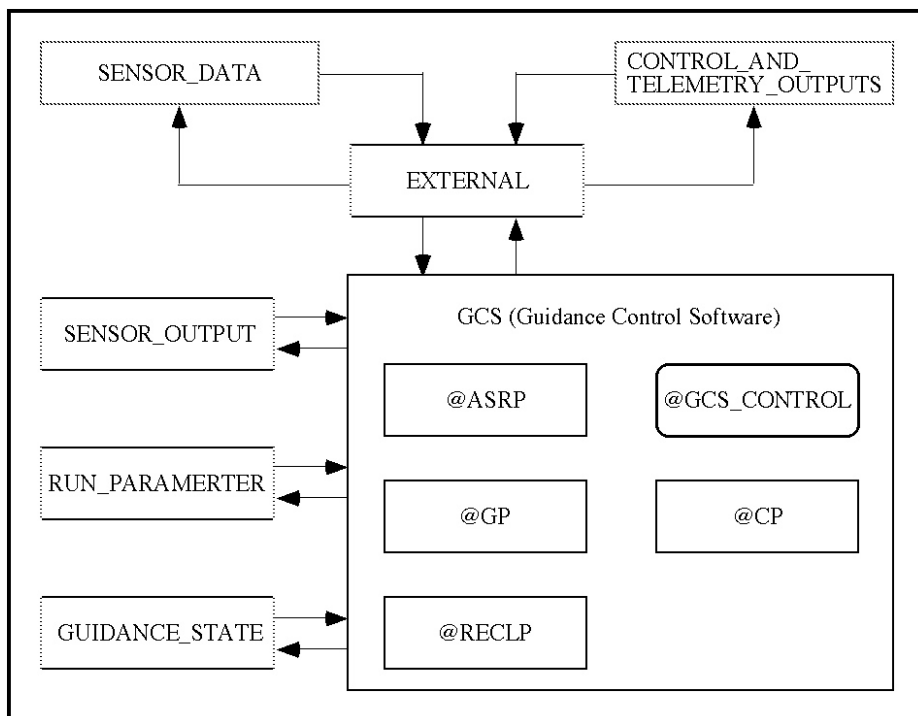 SENSOR_DATA
CONTROL_AND_
TELEMETRY_OUTPUTS
EXTERNAL
SENSOR_OUTPUT
GCS (Guidance Control Software)
@ASRP
@GCS_CONTROL
RUN_PARAMERTER
@GP
@CP
GUIDANCE_STATE
@RECLP